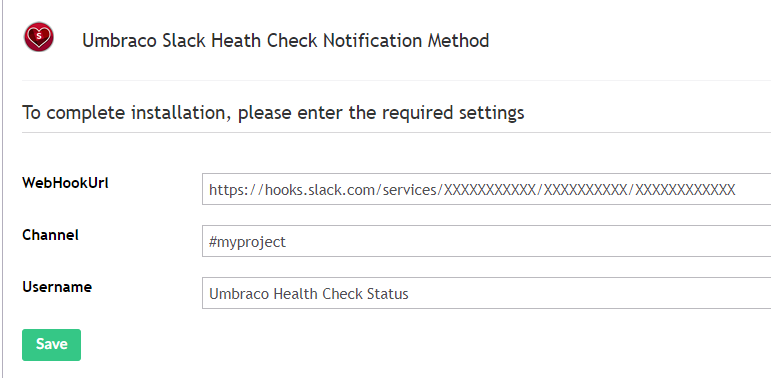 S
Umbraco Slack Heath Check Notification Method
To complete installation, please enter the required settings
WebHookUrl https://hooks.slack.com/services/XXXXXXXXXXX/XXXXXXXXXX/XXXXXXXXXXXX
Channel #myproject
Username Umbraco Health Check Status
Save